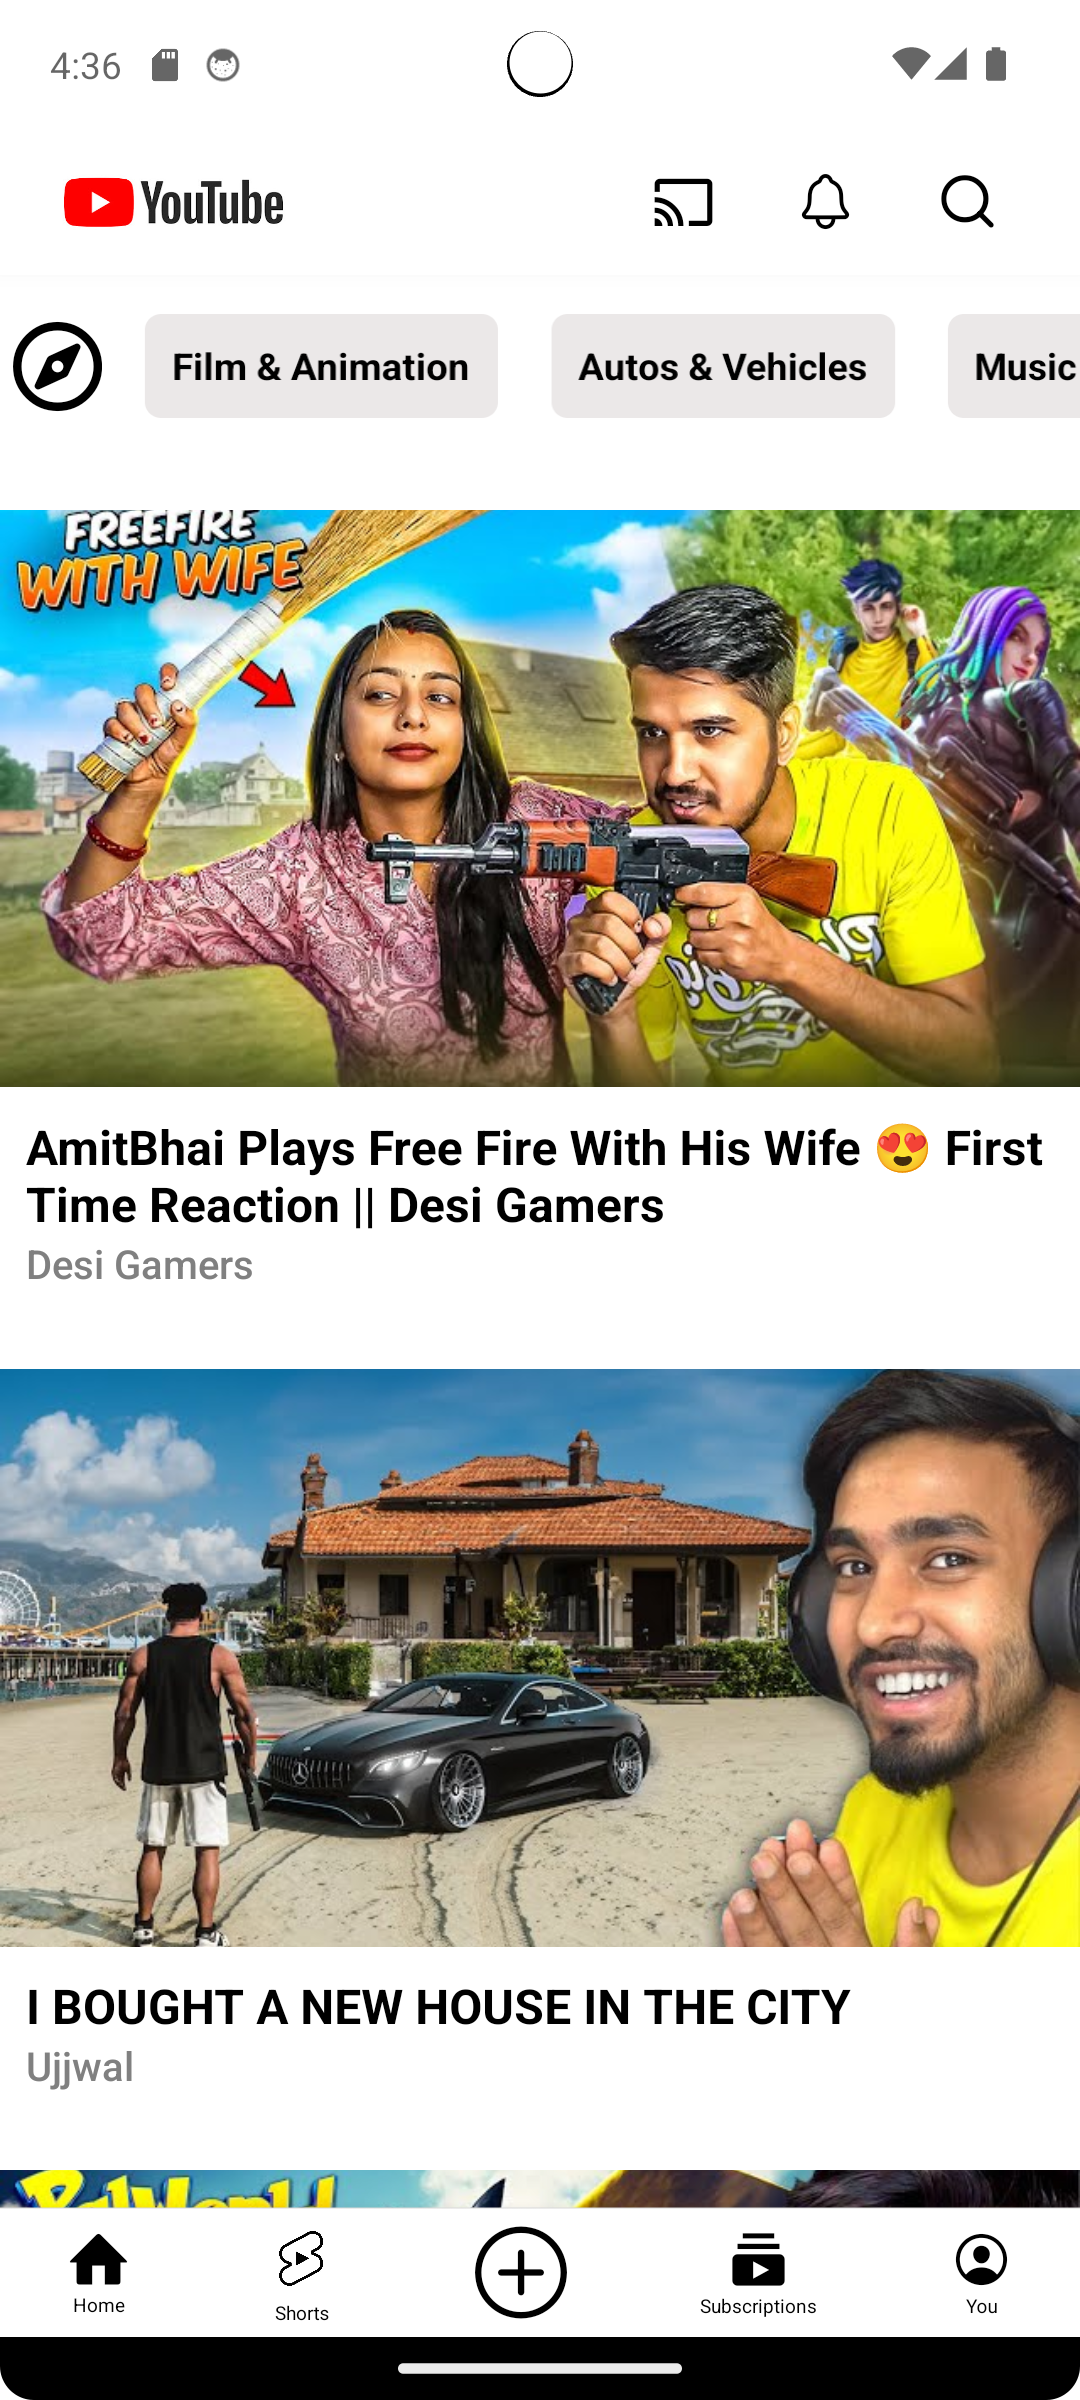 4:36
YouTube
Film & Animation
Autos & Vehicles
Music
FREEFIRE
WITH WIFE
AmitBhai Plays Free Fire With His Wife 😍 First
Time Reaction || Desi Gamers
Desi Gamers
I BOUGHT A NEW HOUSE IN THE CITY
Ujjwal
PalWorld
Home
Shorts
Subscriptions
You